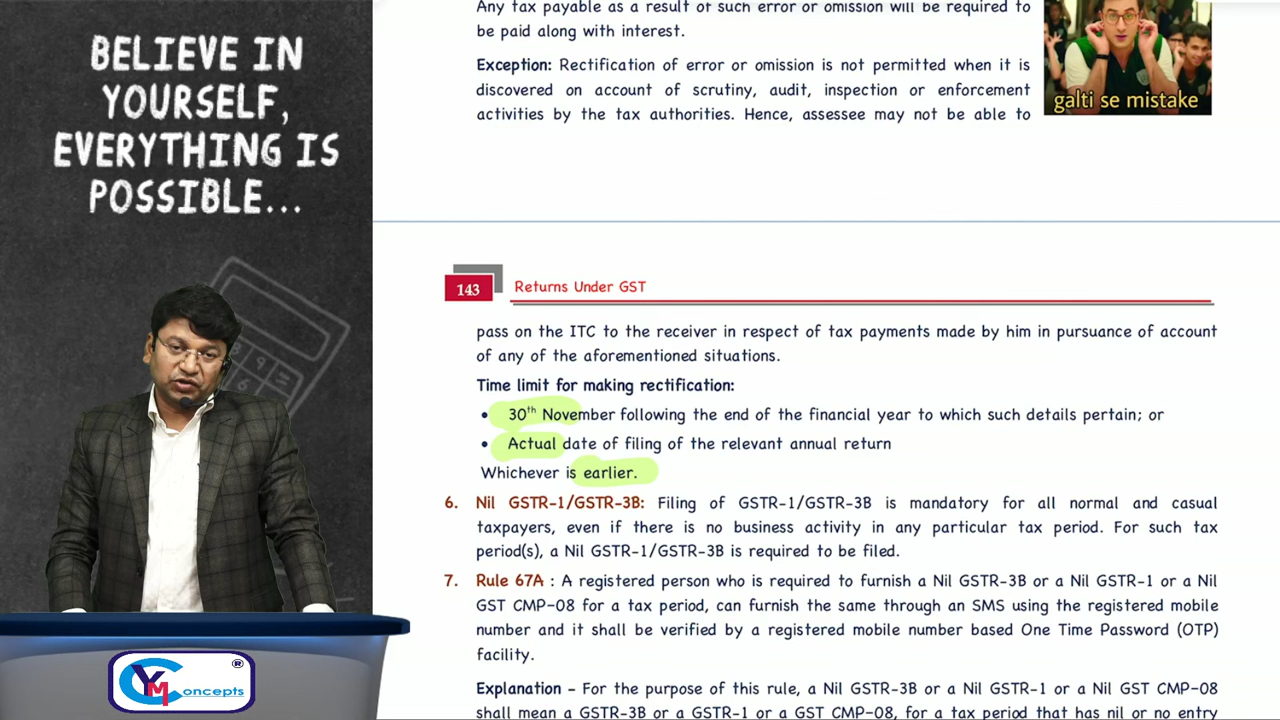 BELIEVE IN
YOURSELF,
EVERYTHING IS
POSSIBLE...
Any tax payable as a result of such error or omission will be required to
be paid along with interest.
Exception: Rectification of error or omission is not permitted when it is
discovered on account of scrutiny, audit, inspection or enforcement
activities by the tax authorities. Hence, assessee may not be able to
galti se mistake
143 Returns Under GST
pass on the ITC to the receiver in respect of tax payments made by him in pursuance of account
of any of the aforementioned situations.
Time limit for making rectification:
• 30th November following the end of the financial year to which such details pertain; or
• Actual date of filing of the relevant annual return
Whichever is earlier.
6. Nil GSTR-1/GSTR-3B: Filing of GSTR-1/GSTR-3B is mandatory for all normal and casual
taxpayers, even if there is no business activity in any particular tax period. For such tax
period(s), a Nil GSTR-1/GSTR-3B is required to be filed.
7. Rule 67A : A registered person who is required to furnish a Nil GSTR-3B or a Nil GSTR-1 or a Nil
GST CMP-08 for a tax period, can furnish the same through an SMS using the registered mobile
number and it shall be verified by a registered mobile number based One Time Password (OTP)
facility.
Explanation – For the purpose of this rule, a Nil GSTR-3B or a Nil GSTR-1 or a Nil GST CMP-08
shall mean a GSTR-3B or a GSTR-1 or a GST CMP-08, for a tax period that has nil or no entry
YMConcepts ®